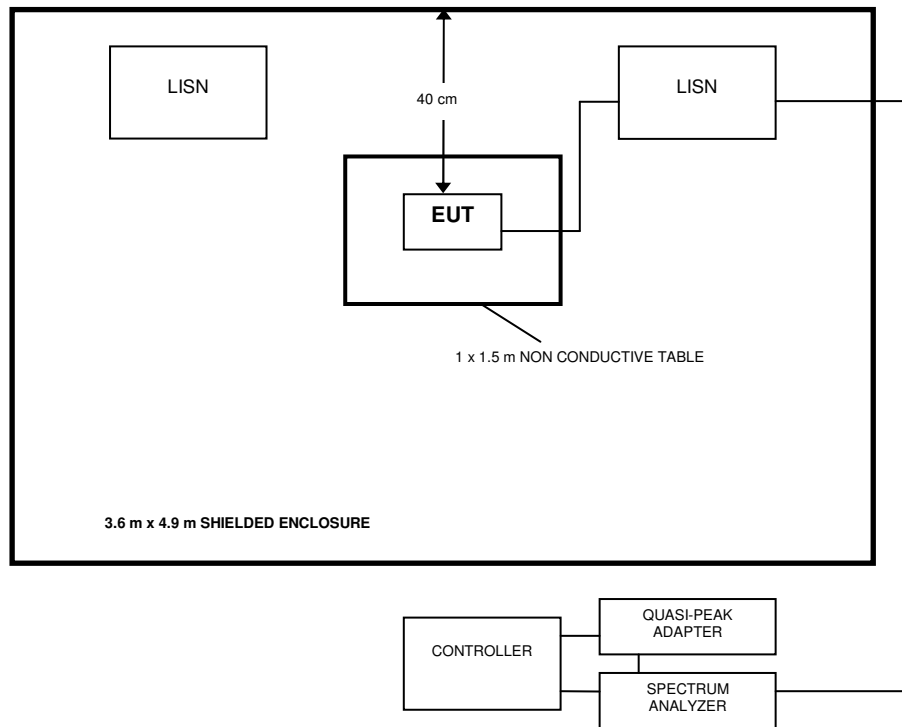 LISN
LISN
40 cm
EUT
1 x 1.5 m NON CONDUCTIVE TABLE
3.6 m x 4.9 m SHIELDED ENCLOSURE
QUASI-PEAK
ADAPTER
CONTROLLER
SPECTRUM
ANALYZER